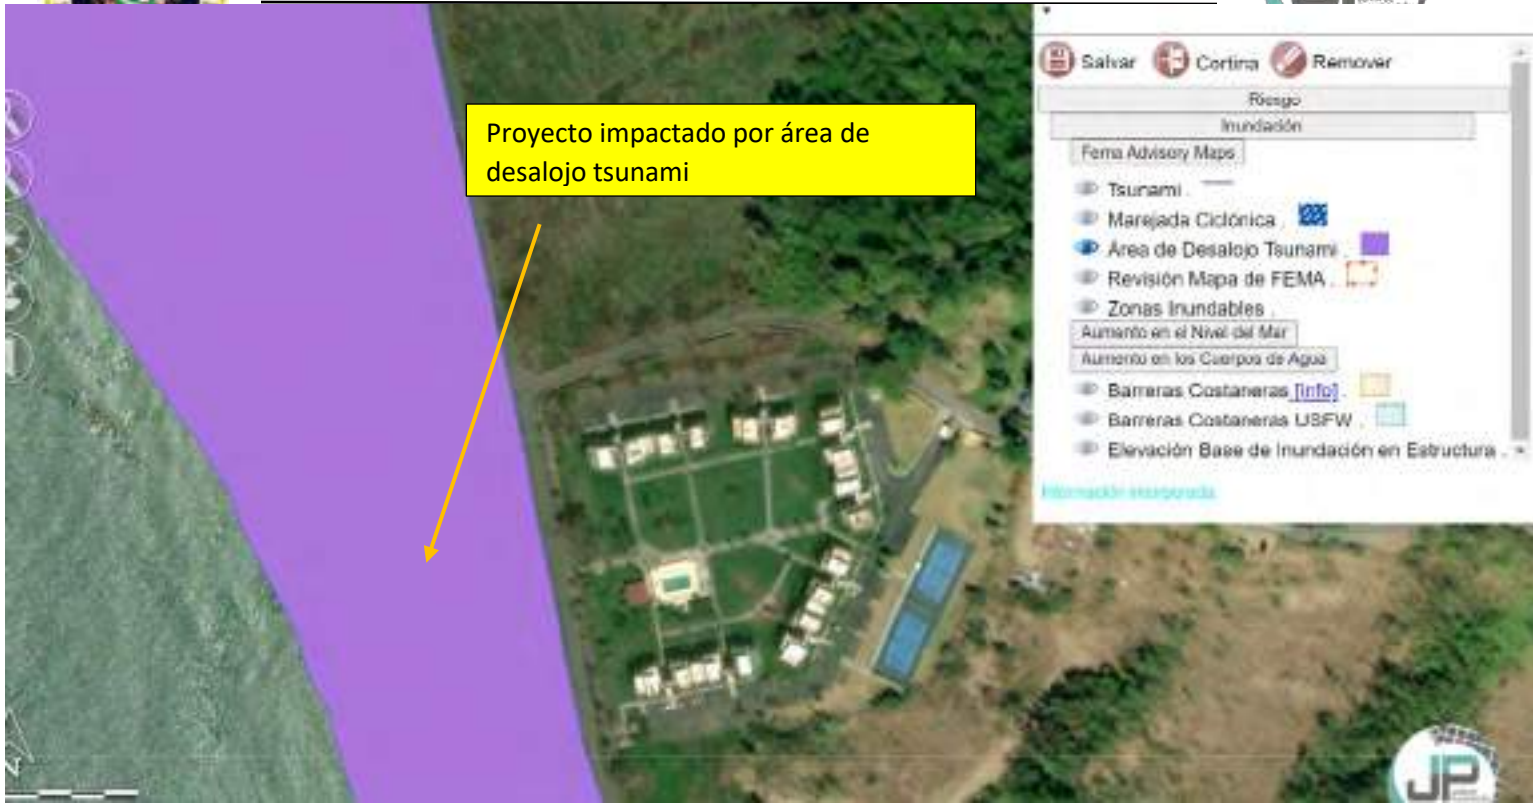 Salvar Cortina Remover
Riesgo
Inundación
Fema Advisory Maps
Proyecto impactado por área de
desalojo tsunami
Tsunami .
Marejada Ciclónica .
Área de Desalojo Tsunami .
Revisión Mapa de FEMA .
Zonas Inundables .
Aumento en el Nivel del Mar
Aumento en los Cuerpos de Agua
Barreras Costaneras [info] .
Barreras Costaneras USFW .
Elevación Base de Inundación en Estructura .
Información incorporada
N
JP